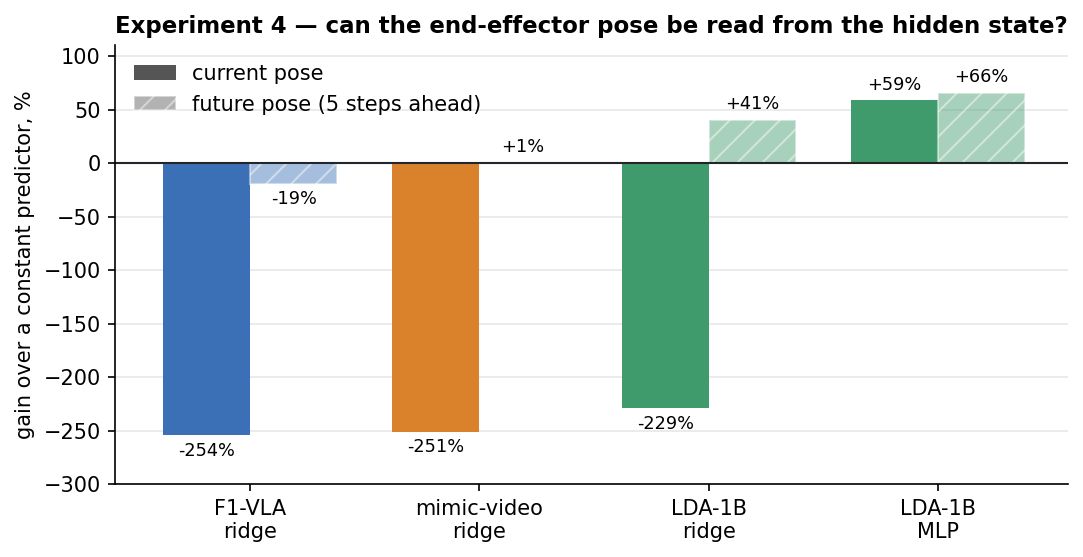 Experiment 4 — can the end-effector pose be read from the hidden state?
gain over a constant predictor, %
100
50
0
−50
−100
−150
−200
−250
−300
current pose
future pose (5 steps ahead)
-254%
-19%
-251%
+1%
-229%
+41%
+59%
+66%
F1-VLA
ridge
mimic-video
ridge
LDA-1B
ridge
LDA-1B
MLP